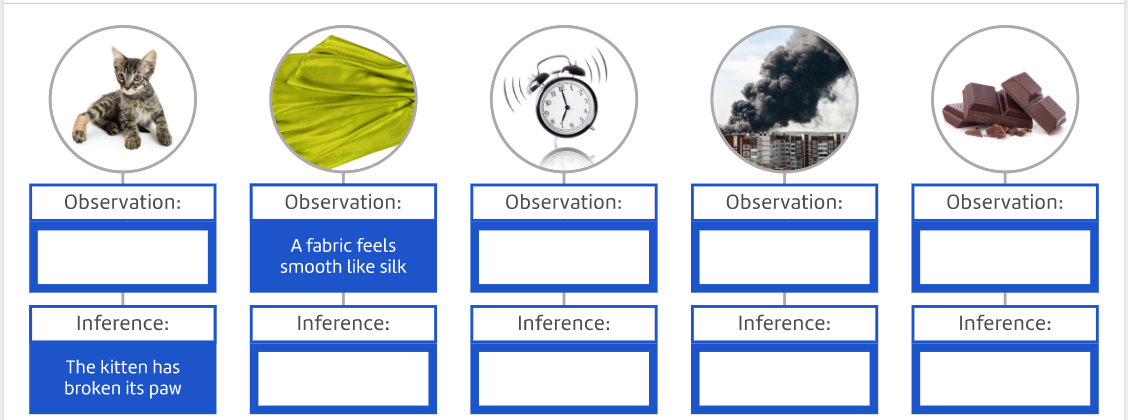 Observation:
Observation:
Observation:
Observation:
Observation:
A fabric feels
smooth like silk
Inference:
Inference:
Inference:
Inference:
Inference:
The kitten has
broken its paw